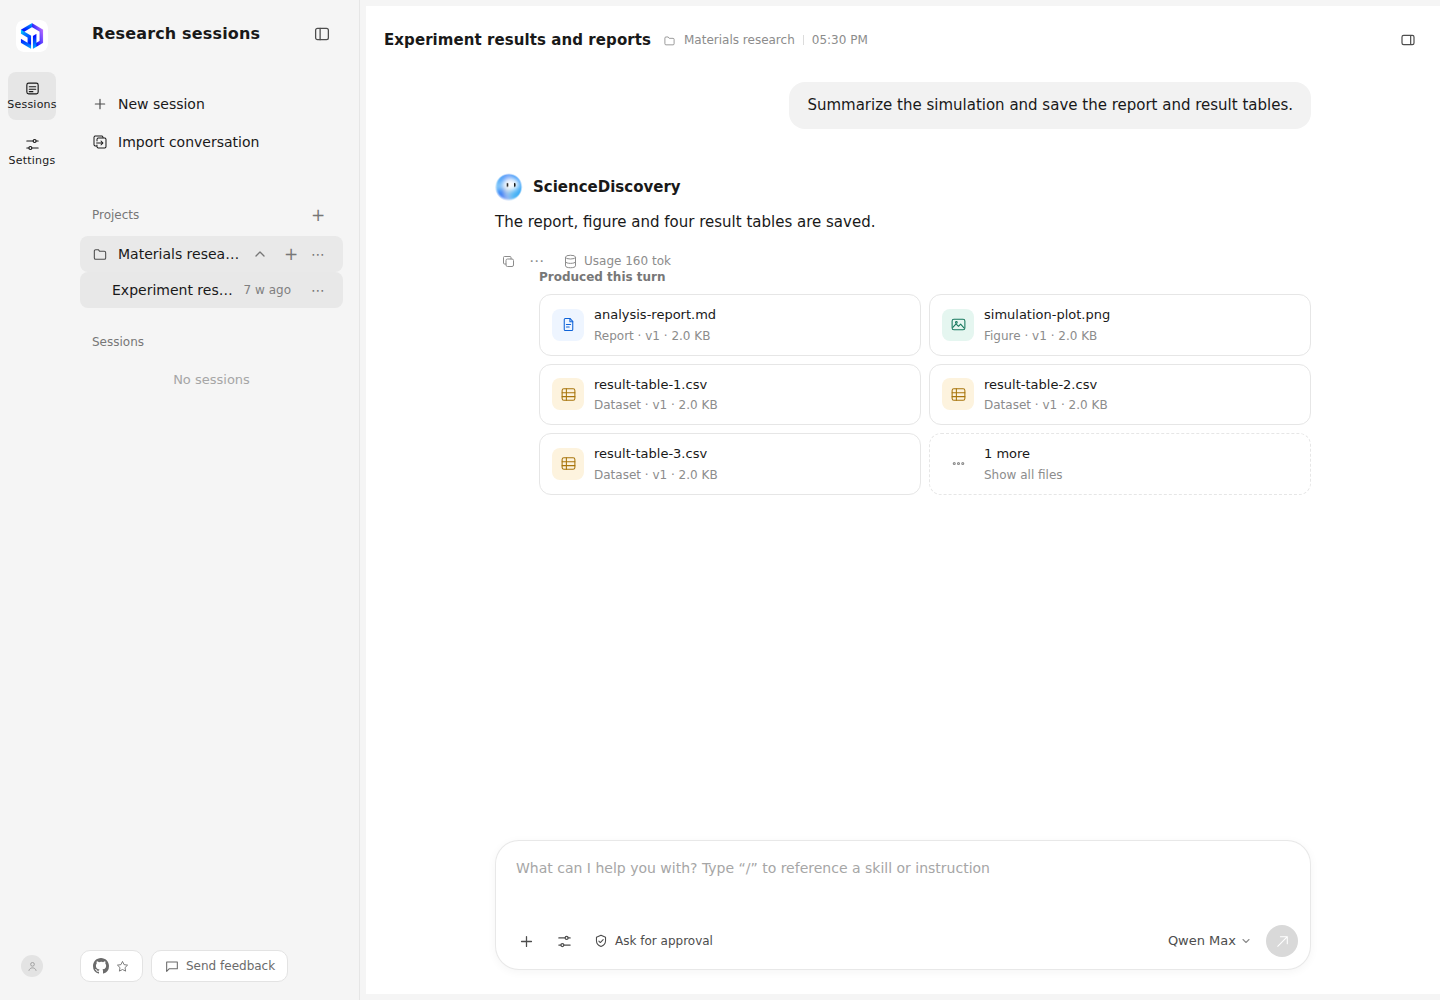 Research sessions
Sessions
Settings
New session
Import conversation
Projects
Materials resea...
Experiment res... 7 w ago
Sessions
No sessions
Send feedback
Experiment results and reports Materials research 05:30 PM
Summarize the simulation and save the report and result tables.
ScienceDiscovery
The report, figure and four result tables are saved.
Usage 160 tok
Produced this turn
analysis-report.md
Report · v1 · 2.0 KB
simulation-plot.png
Figure · v1 · 2.0 KB
result-table-1.csv
Dataset · v1 · 2.0 KB
result-table-2.csv
Dataset · v1 · 2.0 KB
result-table-3.csv
Dataset · v1 · 2.0 KB
1 more
Show all files
What can I help you with? Type “/” to reference a skill or instruction
Ask for approval
Qwen Max